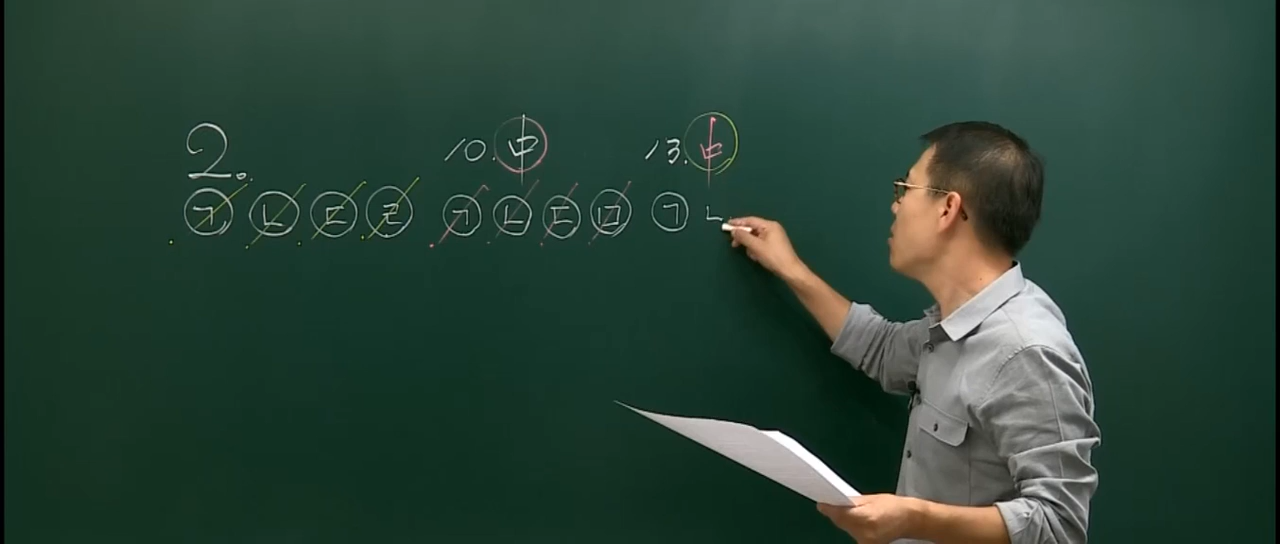 2. 10. 中 13. 中
㉠ ㉡ ㉢ ㉣ ㉠ ㉡ ㉢ ㉤ ㉠ ㄴ